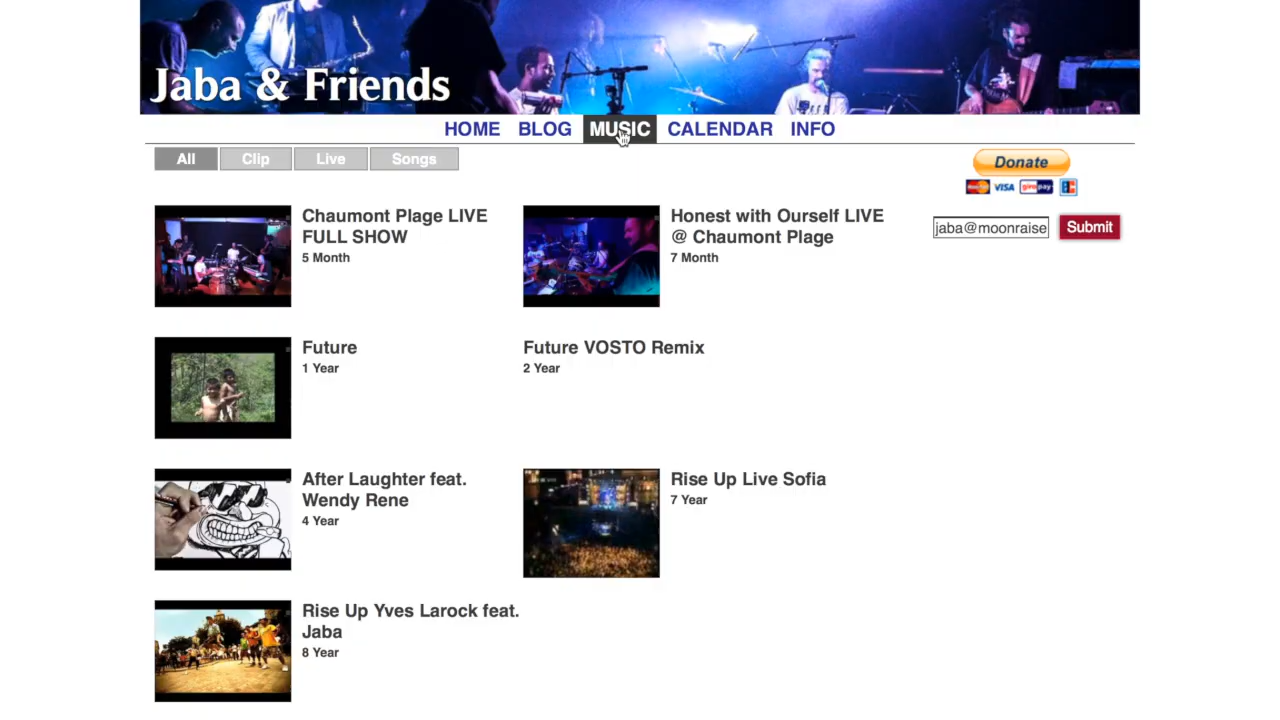 Jaba & Friends
HOME BLOG MUSIC CALENDAR INFO
All Clip Live Songs
Donate
VISA
giropay
Chaumont Plage LIVE
FULL SHOW
5 Month
Honest with Ourself LIVE
@ Chaumont Plage
7 Month
jaba@moonraise
Submit
Future
1 Year
Future VOSTO Remix
2 Year
After Laughter feat.
Wendy Rene
4 Year
Rise Up Live Sofia
7 Year
Rise Up Yves Larock feat.
Jaba
8 Year